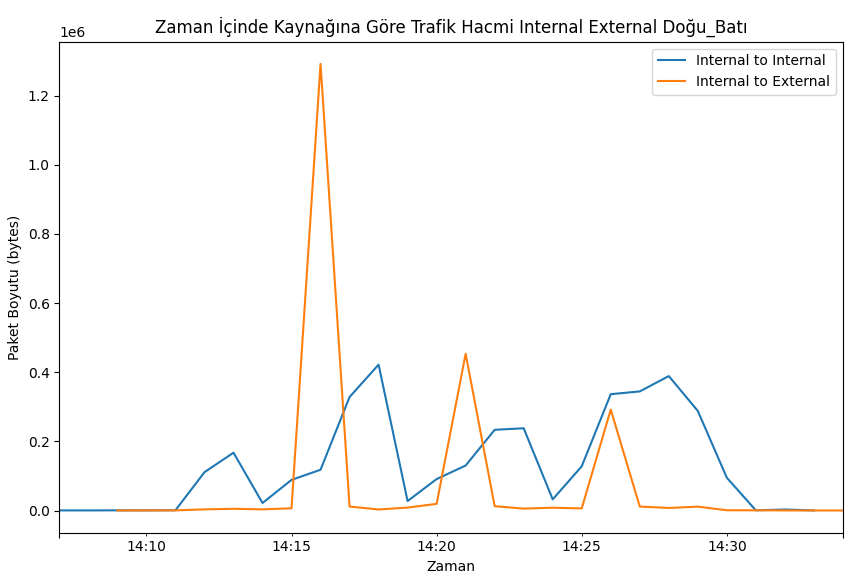 Zaman İçinde Kaynağına Göre Trafik Hacmi Internal External Doğu_Batı
1e6
Internal to Internal
Internal to External
1.2
1.0
0.8
0.6
0.4
0.2
0.0
Paket Boyutu (bytes)
14:10
14:15
14:20
14:25
14:30
Zaman